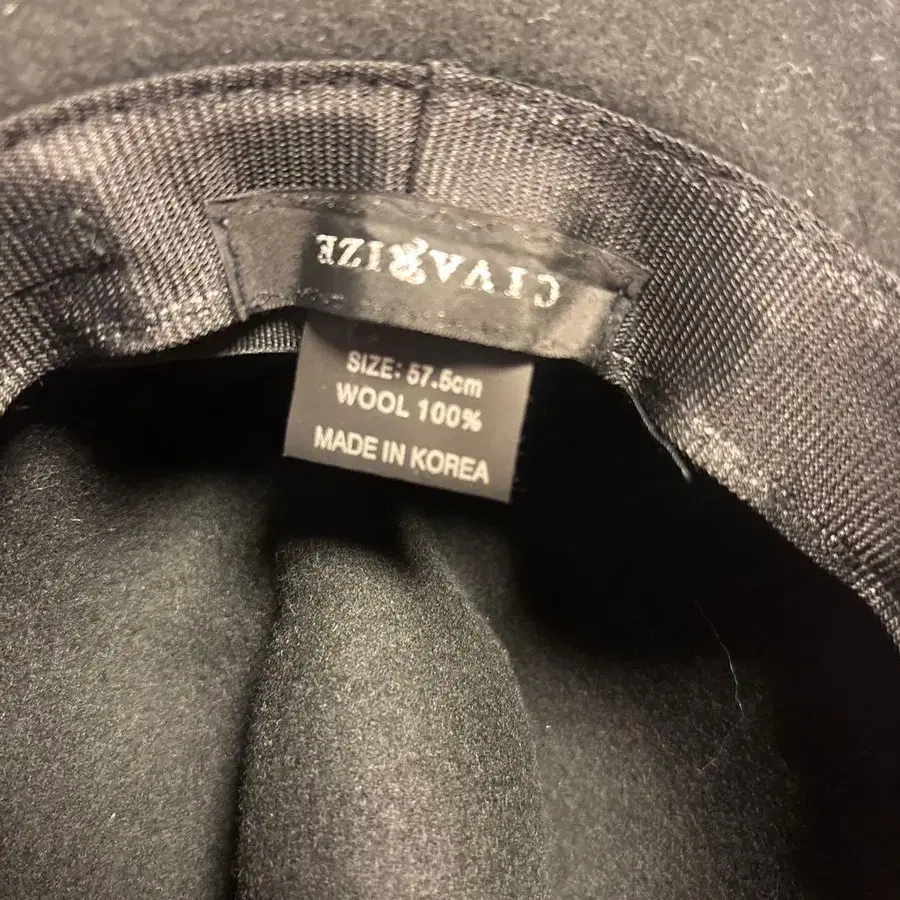 CIVARIZE
SIZE: 57.5cm
WOOL 100%
MADE IN KOREA